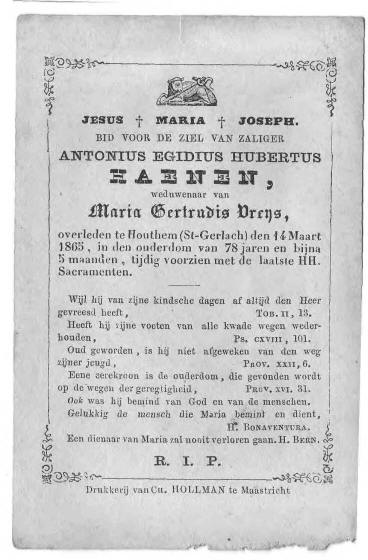 JESUS † MARIA † JOSEPH.
BID VOOR DE ZIEL VAN ZALIGER
ANTONIUS EGIDIUS HUBERTUS
HAENEN,
weduwenaar van
Maria Gertrudis Vreys,
overleden te Houthem (St-Gerlach) den 14 Maart
1865, in den ouderdom van 78 jaren en bijna
5 maanden, tijdig voorzien met de laatste HH.
Sacramenten.
Wijl hij van zijne kindsche dagen af altijd den Heer
gevreesd heeft, TOB. II, 13.
Heeft hij zijne voeten van alle kwade wegen weder-
houden, Ps. CXVIII, 101.
Oud geworden, is hij niet afgeweken van den weg
zijner jeugd, PROV. XXII, 6.
Eene eerekroon is de ouderdom, die gevonden wordt
op de wegen der geregtigheid, PROV. XVI. 31.
Ook was hij bemind van God en van de menschen.
Gelukkig de mensch die Maria bemint en dient,
H. BONAVENTURA.
Een dienaar van Maria zal nooit verloren gaan. H. BERN.
R. I. P.
Drukkerij van CH. HOLLMAN te Maastricht